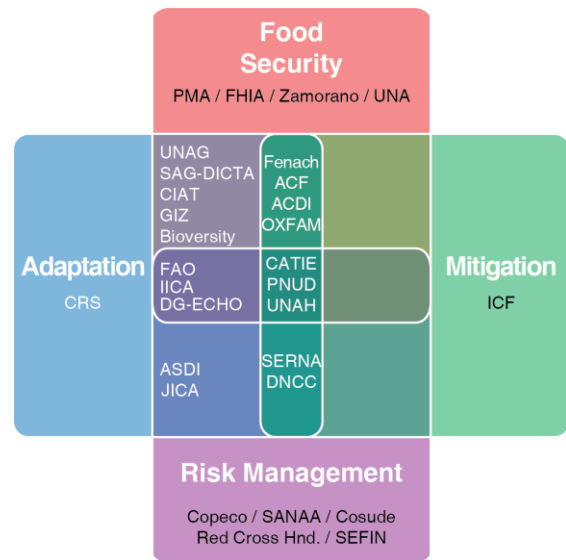 Food
Security
PMA / FHIA / Zamorano / UNA
UNAG
SAG-DICTA
CIAT
GIZ
Bioversity
Fenach
ACF
ACDI
OXFAM
Adaptation
CRS
FAO
IICA
DG-ECHO
CATIE
PNUD
UNAH
Mitigation
ICF
ASDI
JICA
SERNA
DNCC
Risk Management
Copeco / SANAA / Cosude
Red Cross Hnd. / SEFIN